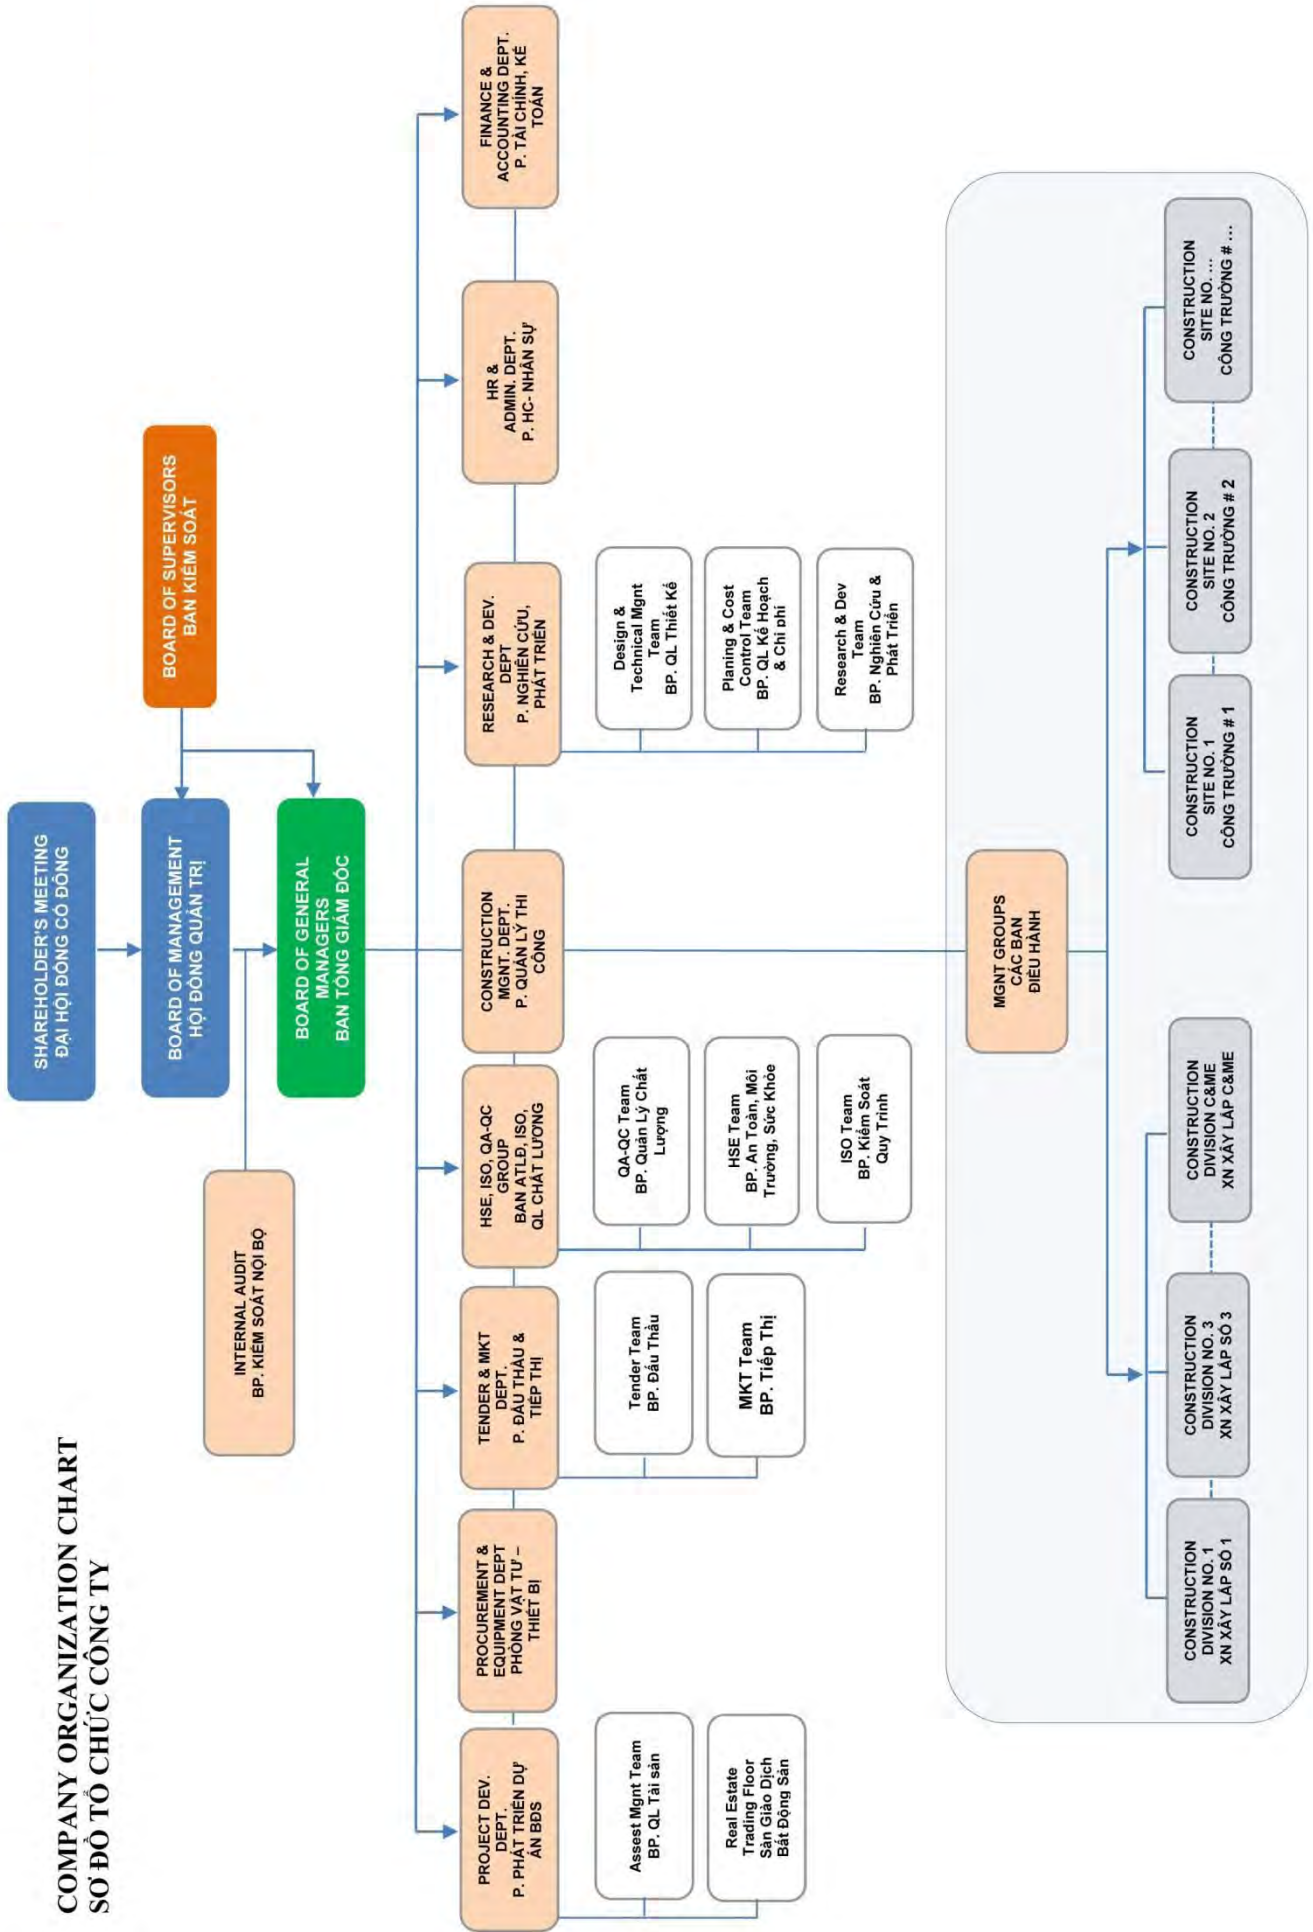 COMPANY ORGANIZATION CHART
SƠ ĐỒ TỔ CHỨC CÔNG TY
SHAREHOLDER'S MEETING
ĐẠI HỘI ĐỒNG CỔ ĐÔNG
BOARD OF MANAGEMENT
HỘI ĐỒNG QUẢN TRỊ
BOARD OF SUPERVISORS
BAN KIỂM SOÁT
INTERNAL AUDIT
BP. KIỂM SOÁT NỘI BỘ
BOARD OF GENERAL
MANAGERS
BAN TỔNG GIÁM ĐỐC
PROJECT DEV.
DEPT.
P. PHÁT TRIỂN DỰ
ÁN BĐS
PROCUREMENT &
EQUIPMENT DEPT
PHÒNG VẬT TƯ –
THIẾT BỊ
TENDER & MKT
DEPT.
P. ĐẤU THẦU &
TIẾP THỊ
HSE, ISO, QA-QC
GROUP
BAN ATLĐ, ISO,
QL CHẤT LƯỢNG
CONSTRUCTION
MGNT. DEPT.
P. QUẢN LÝ THI
CÔNG
RESEARCH & DEV.
DEPT
P. NGHIÊN CỨU,
PHÁT TRIỂN
HR &
ADMIN. DEPT.
P. HC- NHÂN SỰ
FINANCE &
ACCOUNTING DEPT.
P. TÀI CHÍNH, KẾ
TOÁN
Assest Mgnt Team
BP. QL Tài sản
Real Estate
Trading Floor
Sàn Giao Dịch
Bất Động Sản
Tender Team
BP. Đấu Thầu
MKT Team
BP. Tiếp Thị
QA-QC Team
BP. Quản Lý Chất
Lượng
HSE Team
BP. An Toàn, Môi
Trường, Sức Khỏe
ISO Team
BP. Kiểm Soát
Quy Trình
Design &
Technical Mgnt
Team
BP. QL Thiết Kế
Planing & Cost
Control Team
BP. QL Kế Hoạch
& Chi phí
Research & Dev
Team
BP. Nghiên Cứu &
Phát Triển
MGNT GROUPS
CÁC BAN
ĐIỀU HÀNH
CONSTRUCTION
DIVISION NO. 1
XN XÂY LẮP SỐ 1
CONSTRUCTION
DIVISION NO. 3
XN XÂY LẮP SỐ 3
CONSTRUCTION
DIVISION C&ME
XN XÂY LẮP C&ME
CONSTRUCTION
SITE NO. 1
CÔNG TRƯỜNG # 1
CONSTRUCTION
SITE NO. 2
CÔNG TRƯỜNG # 2
CONSTRUCTION
SITE NO. …
CÔNG TRƯỜNG # …